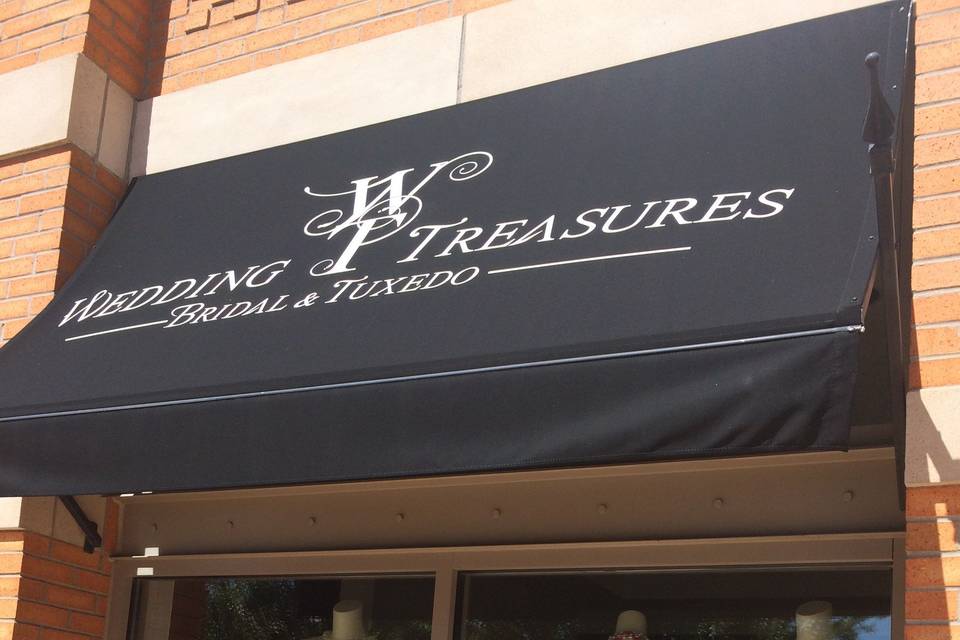 WT
WEDDING TREASURES
BRIDAL & TUXEDO